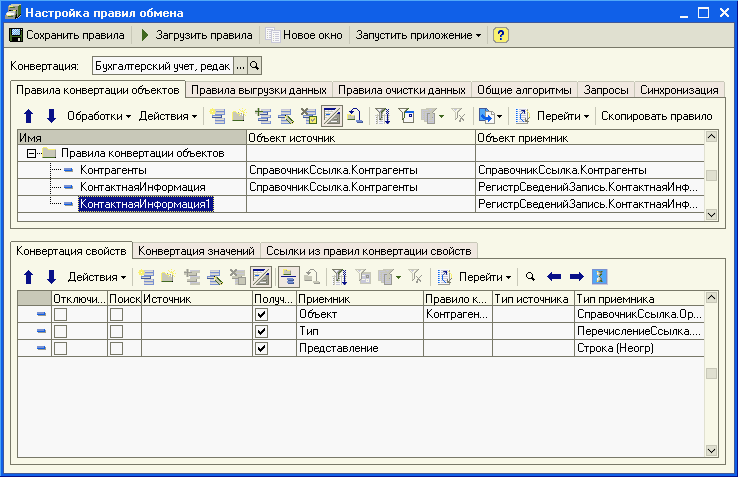 Настройка правил обмена
Сохранить правила Загрузить правила Новое окно Запустить приложение ?
Конвертация: Бухгалтерский учет, редак ...
Правила конвертации объектов Правила выгрузки данных Правила очистки данных Общие алгоритмы Запросы Синхронизация
Обработки Действия Перейти Скопировать правило
Имя Объект источник Объект приемник
Правила конвертации объектов
Контрагенты СправочникСсылка.Контрагенты СправочникСсылка.Контрагенты
КонтактнаяИнформация СправочникСсылка.Контрагенты РегистрСведенийЗапись.КонтактнаяИнф...
КонтактнаяИнформация1 РегистрСведенийЗапись.КонтактнаяИнф...
Конвертация свойств Конвертация значений Ссылки из правил конвертации свойств
Действия Перейти
Отключи... Поиск Источник Получ... Приемник Правило к... Тип источника Тип приемника
Объект Контраген... СправочникСсылка.Ор...
Тип ПеречислениеСсылка....
Представление Строка (Неогр)